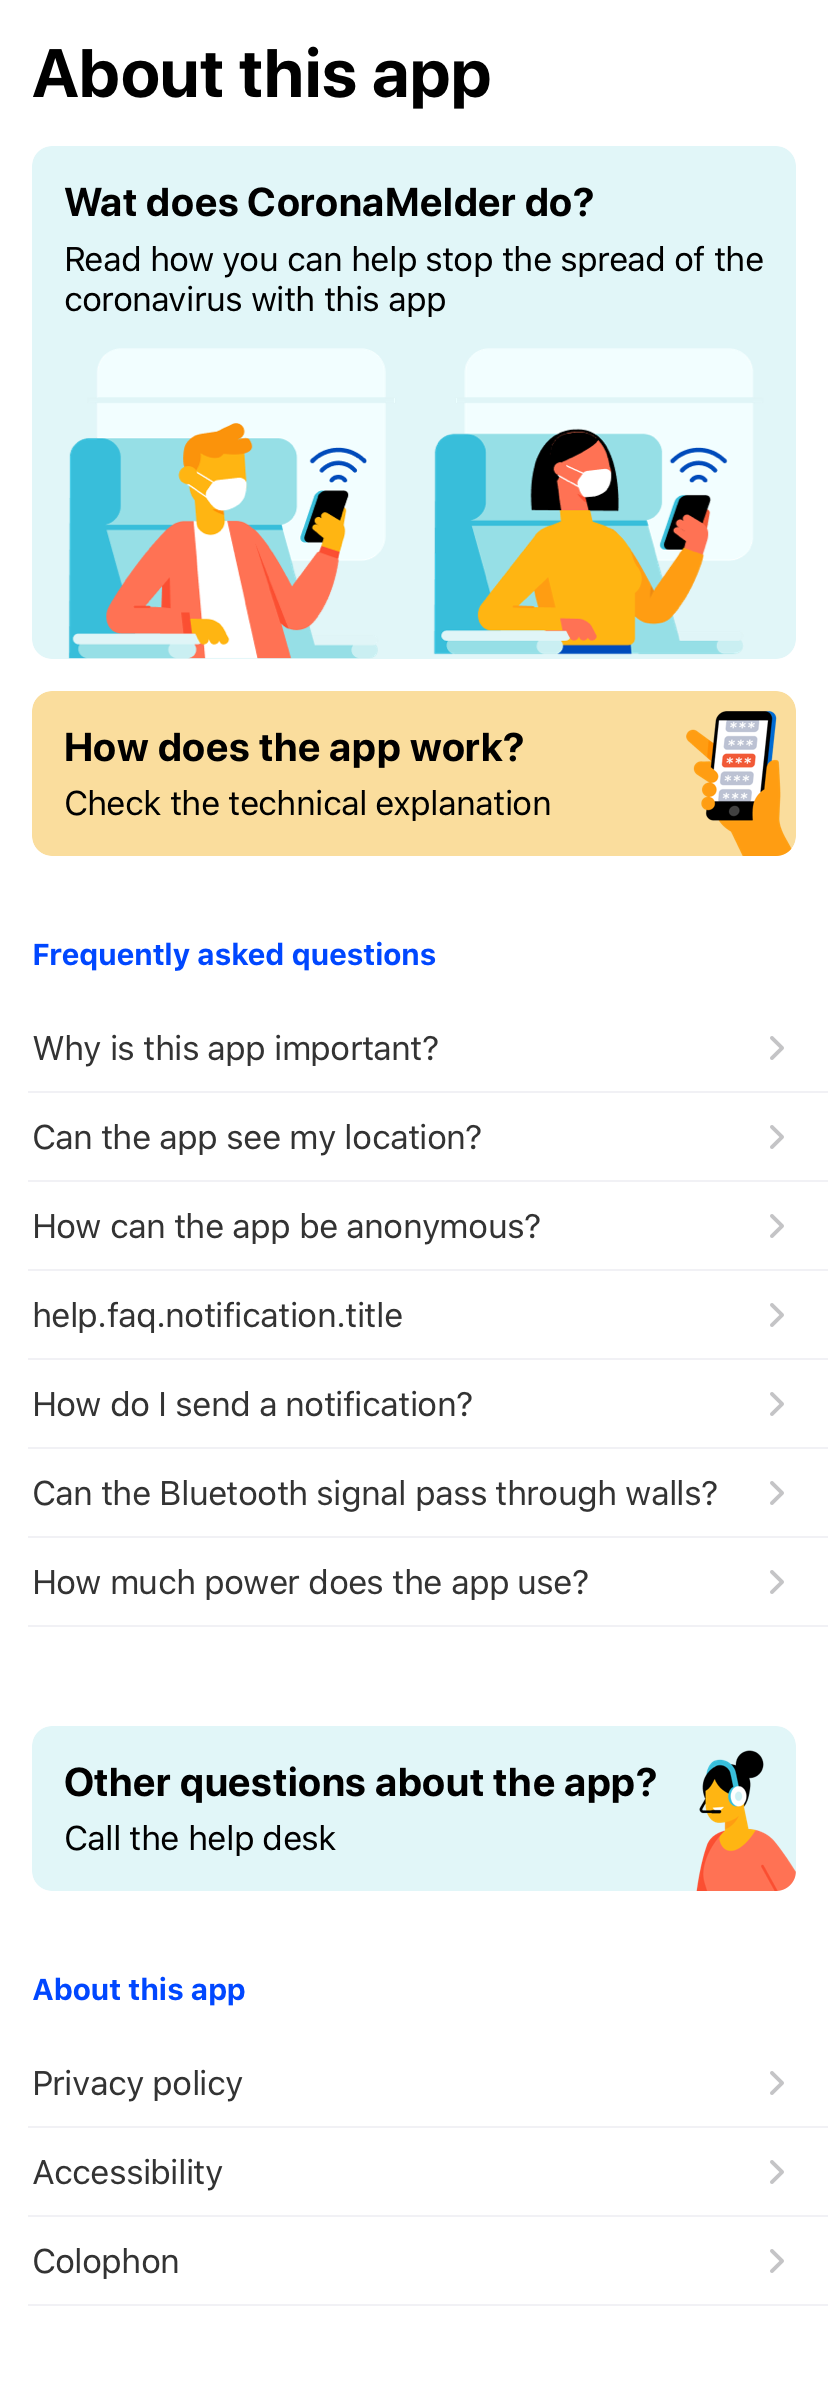 About this app
Wat does CoronaMelder do?
Read how you can help stop the spread of the
coronavirus with this app
How does the app work?
Check the technical explanation
***
***
***
***
***
Frequently asked questions
Why is this app important?
Can the app see my location?
How can the app be anonymous?
help.faq.notification.title
How do I send a notification?
Can the Bluetooth signal pass through walls?
How much power does the app use?
Other questions about the app?
Call the help desk
About this app
Privacy policy
Accessibility
Colophon